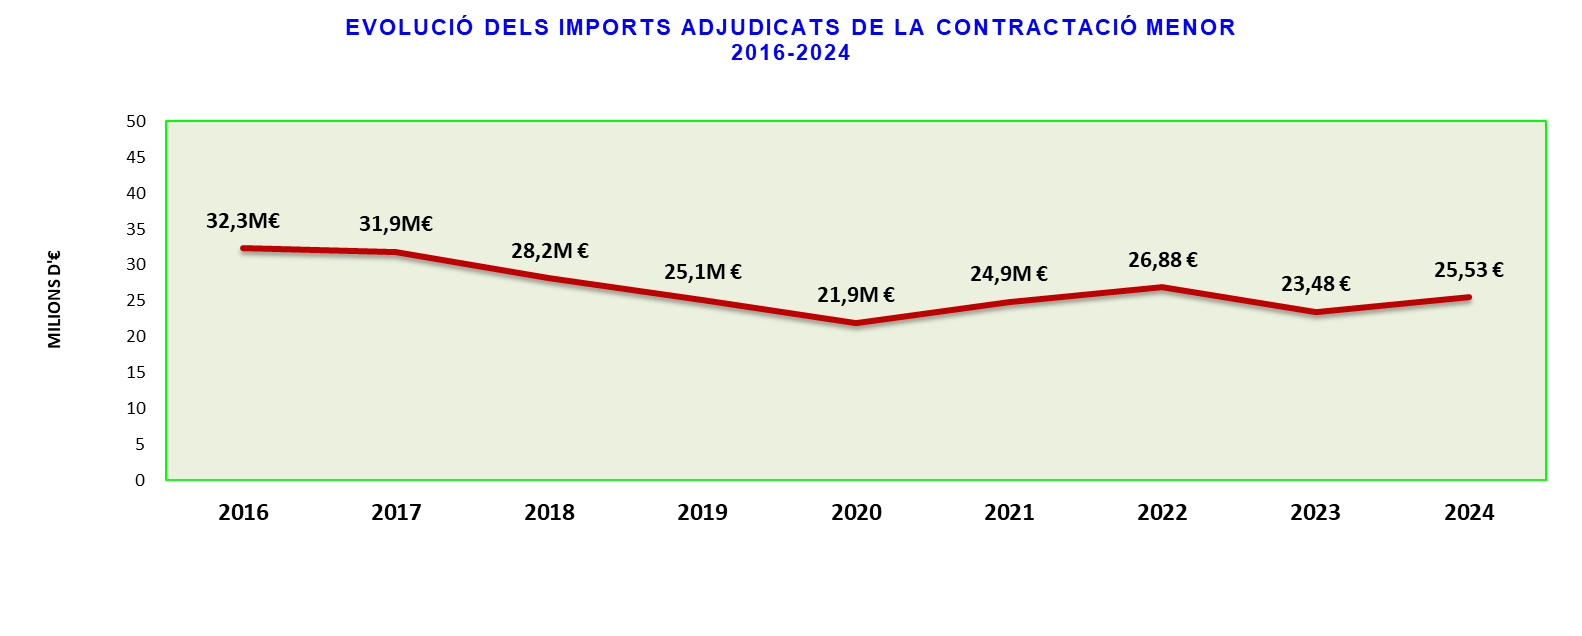 EVOLUCIÓ DELS IMPORTS ADJUDICATS DE LA CONTRACTACIÓ MENOR
2016-2024
50
45
40
35
30
25
20
15
10
5
0
MILIONS D'€
32,3M€
31,9M€
28,2M €
25,1M €
21,9M €
24,9M €
26,88 €
23,48 €
25,53 €
2016 2017 2018 2019 2020 2021 2022 2023 2024